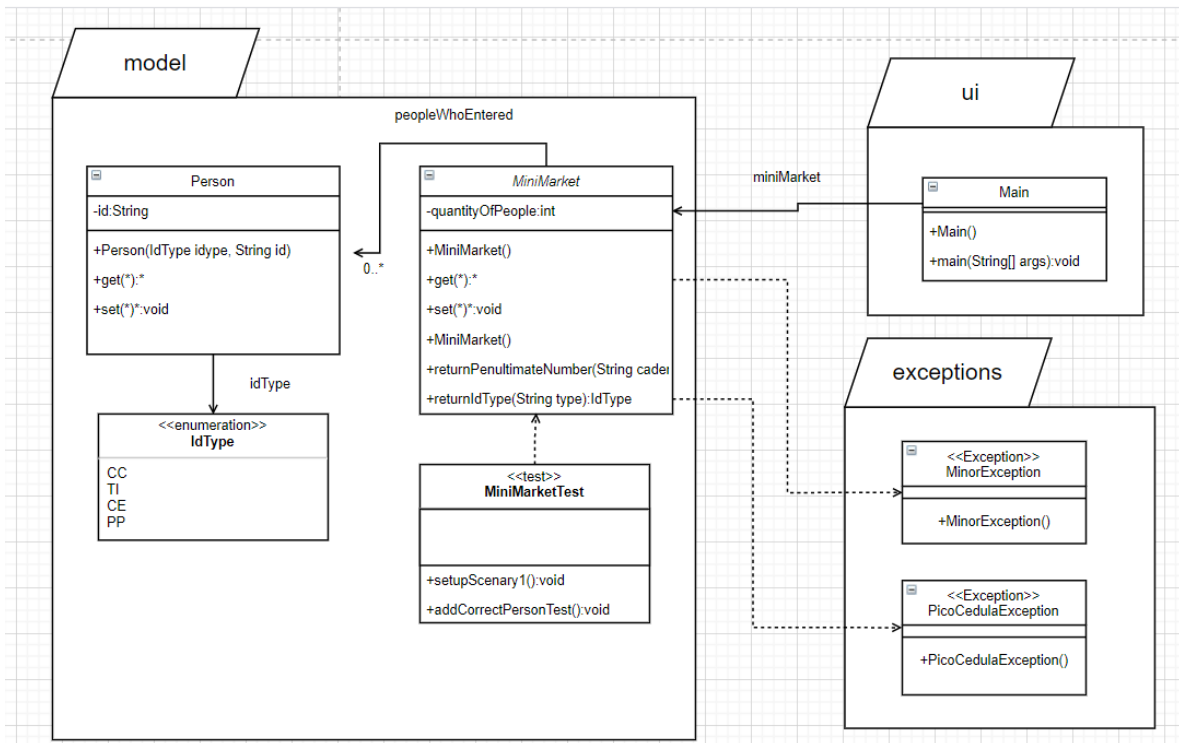 model
peopleWhoEntered
Person
-id:String
+Person(IdType idype, String id)
+get(*):*
+set(*)*:void
0..*
MiniMarket
-quantityOfPeople:int
+MiniMarket()
+get(*):*
+set(*)*:void
+MiniMarket()
+returnPenultimateNumber(String cader
+returnIdType(String type):IdType
idType
<<enumeration>>
IdType
CC
TI
CE
PP
<<test>>
MiniMarketTest
+setupScenary1():void
+addCorrectPersonTest():void
miniMarket
ui
Main
+Main()
+main(String[] args):void
exceptions
<<Exception>>
MinorException
+MinorException()
<<Exception>>
PicoCedulaException
+PicoCedulaException()